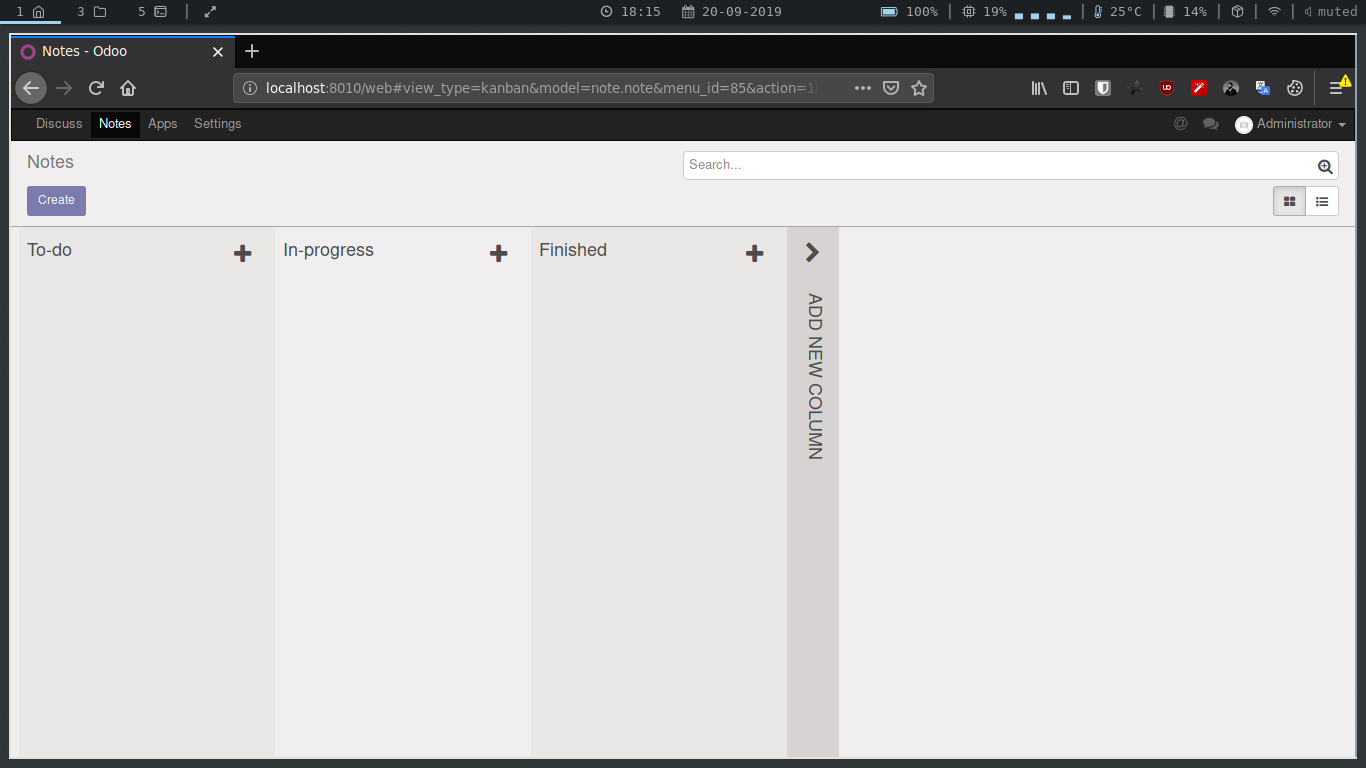 1 3 5 18:15 20-09-2019 100% 19% 25°C 14% muted
Notes - Odoo
localhost:8010/web#view_type=kanban&model=note.note&menu_id=85&action=1
Discuss Notes Apps Settings Administrator
Notes Search...
Create
To-do In-progress Finished
ADD NEW COLUMN